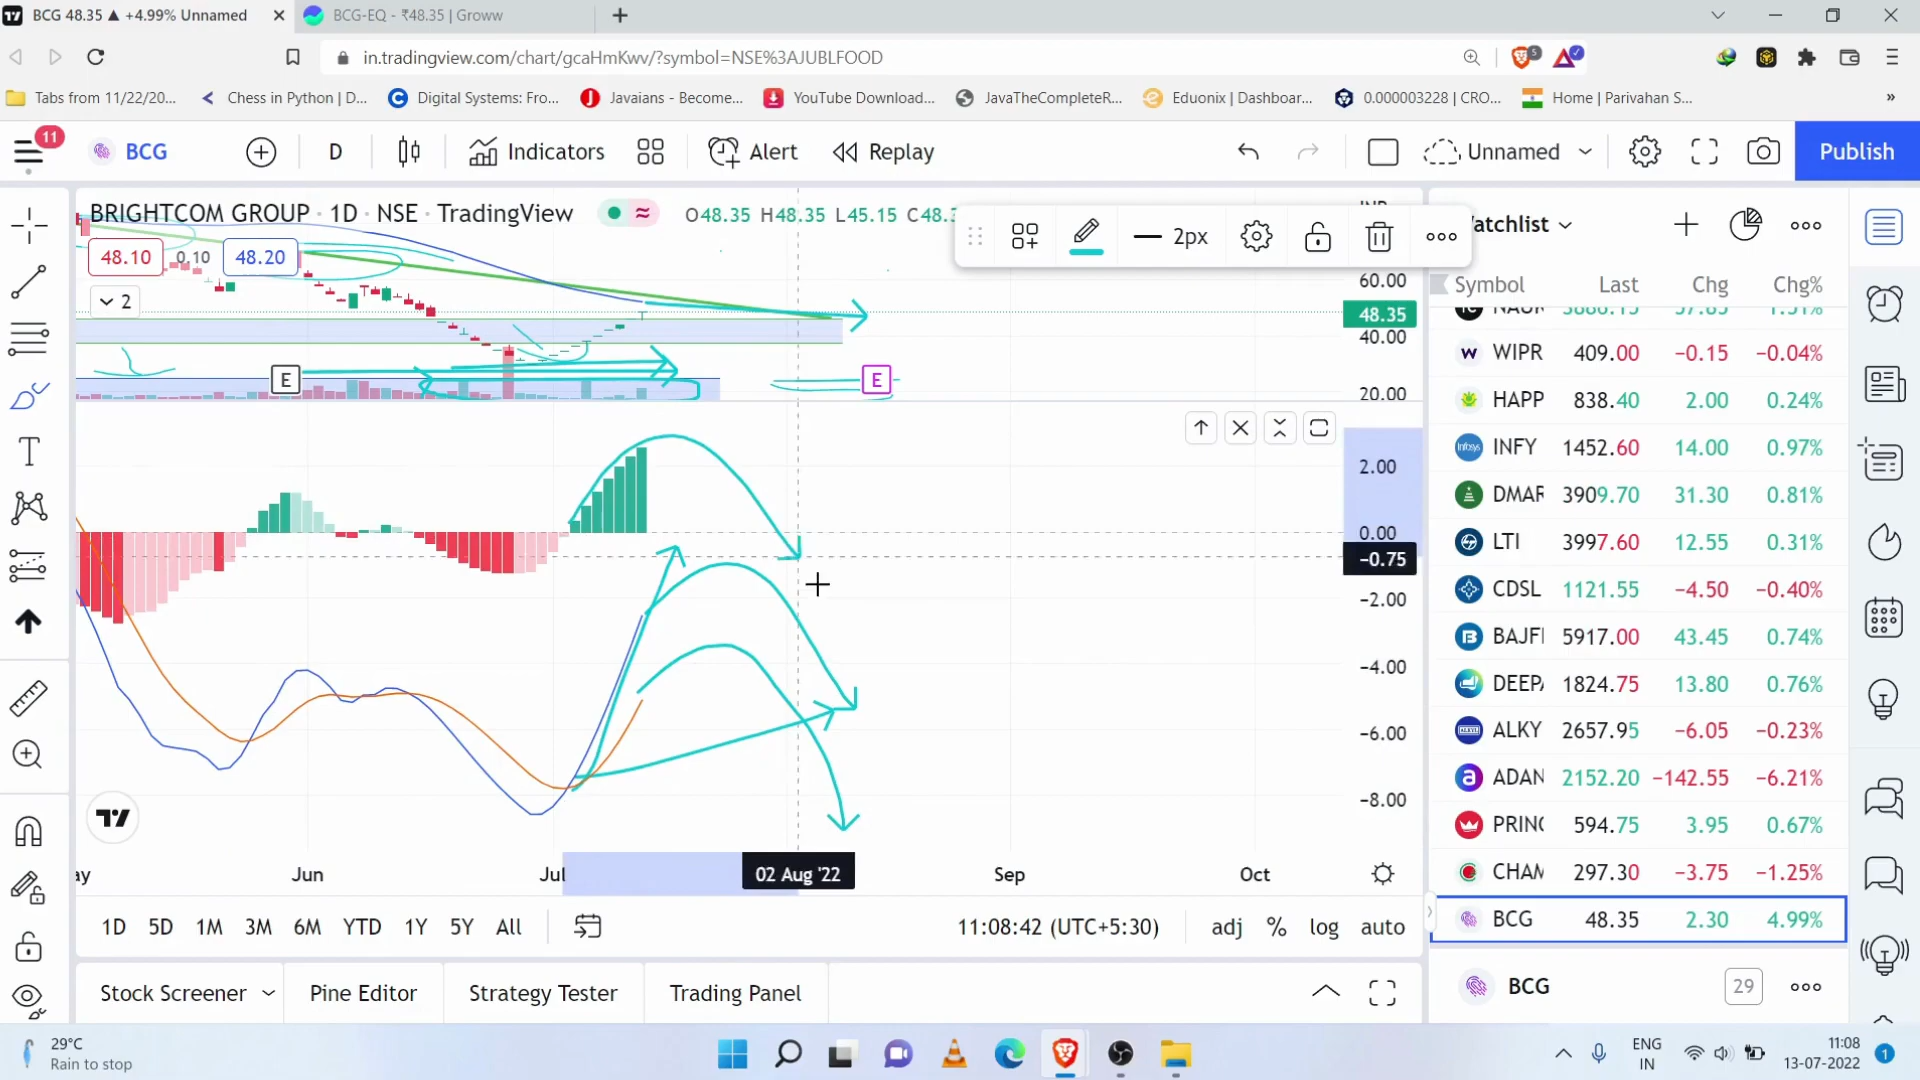 BCG 48.35 ▲ +4.99% Unnamed
BCG-EQ - ₹48.35 | Groww
in.tradingview.com/chart/gcaHmKwv/?symbol=NSE%3AJUBLFOOD
5
Tabs from 11/22/20...
Chess in Python | D...
Digital Systems: Fro...
Javaians - Become...
YouTube Download...
JavaTheCompleteR...
Eduonix | Dashboar...
0.000003228 | CRO...
Home | Parivahan S...
»
11
BCG
D
Indicators
Alert
Replay
Unnamed
Publish
BRIGHTCOM GROUP · 1D · NSE · TradingView
O48.35 H48.35 L45.15
2px
48.10
0.10
48.20
2
E
E
60.00
48.35
40.00
20.00
2.00
0.00
−0.75
−2.00
−4.00
−6.00
−8.00
Jun
Jul
02 Aug '22
Sep
Oct
1D 5D 1M 3M 6M YTD 1Y 5Y All
11:08:42 (UTC+5:30)
adj % log auto
Stock Screener
Pine Editor
Strategy Tester
Trading Panel
Symbol Last Chg Chg%
WIPR 409.00 −0.15 −0.04%
HAPP 838.40 2.00 0.24%
INFY 1452.60 14.00 0.97%
DMAR 3909.70 31.30 0.81%
LTI 3997.60 12.55 0.31%
CDSL 1121.55 −4.50 −0.40%
BAJFI 5917.00 43.45 0.74%
DEEPA 1824.75 13.80 0.76%
ALKY 2657.95 −6.05 −0.23%
ADAN 2152.20 −142.55 −6.21%
PRINC 594.75 3.95 0.67%
CHAM 297.30 −3.75 −1.25%
BCG 48.35 2.30 4.99%
BCG
29
29°C
Rain to stop
ENG
IN
11:08
13-07-2022
1